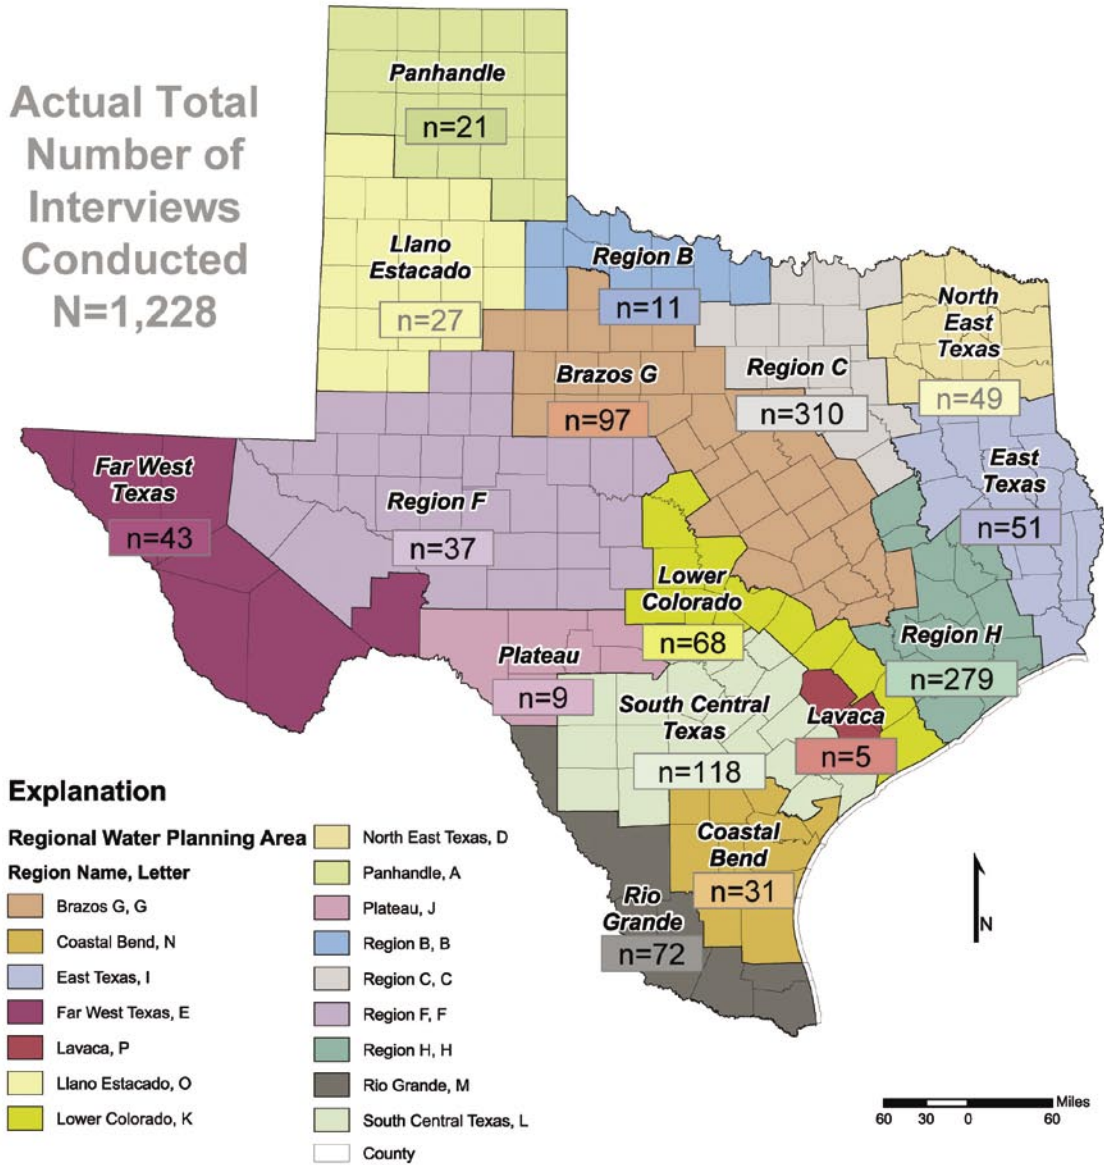 Actual Total
Number of
Interviews
Conducted
N=1,228
Panhandle
n=21
Llano
Estacado
n=27
Region B
n=11
North
East
Texas
n=49
Brazos G
n=97
Region C
n=310
Far West
Texas
n=43
Region F
n=37
East
Texas
n=51
Lower
Colorado
n=68
Region H
n=279
Plateau
n=9
South Central
Texas
n=118
Lavaca
n=5
Coastal
Bend
n=31
Rio
Grande
n=72
N
Explanation
Regional Water Planning Area
Region Name, Letter
Brazos G, G
Coastal Bend, N
East Texas, I
Far West Texas, E
Lavaca, P
Llano Estacado, O
Lower Colorado, K
North East Texas, D
Panhandle, A
Plateau, J
Region B, B
Region C, C
Region F, F
Region H, H
Rio Grande, M
South Central Texas, L
County
Miles
60 30 0 60